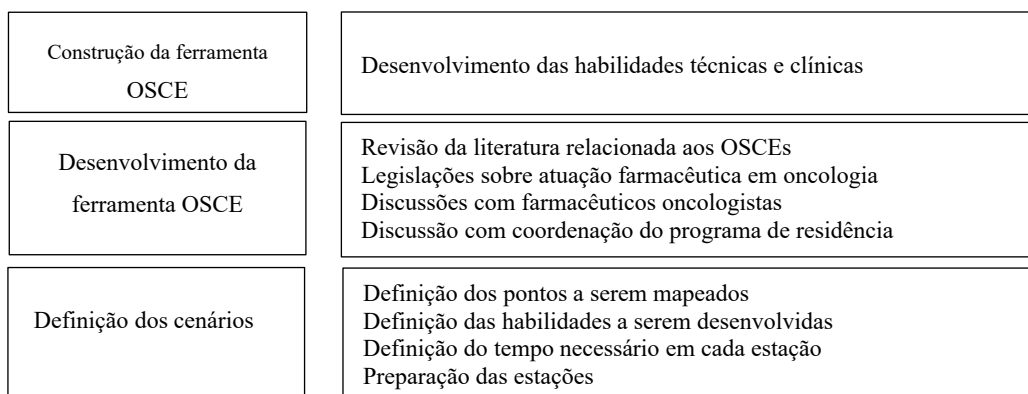 Construção da ferramenta
OSCE
Desenvolvimento das habilidades técnicas e clínicas
Desenvolvimento da
ferramenta OSCE
Revisão da literatura relacionada aos OSCEs
Legislações sobre atuação farmacêutica em oncologia
Discussões com farmacêuticos oncologistas
Discussão com coordenação do programa de residência
Definição dos cenários
Definição dos pontos a serem mapeados
Definição das habilidades a serem desenvolvidas
Definição do tempo necessário em cada estação
Preparação das estações